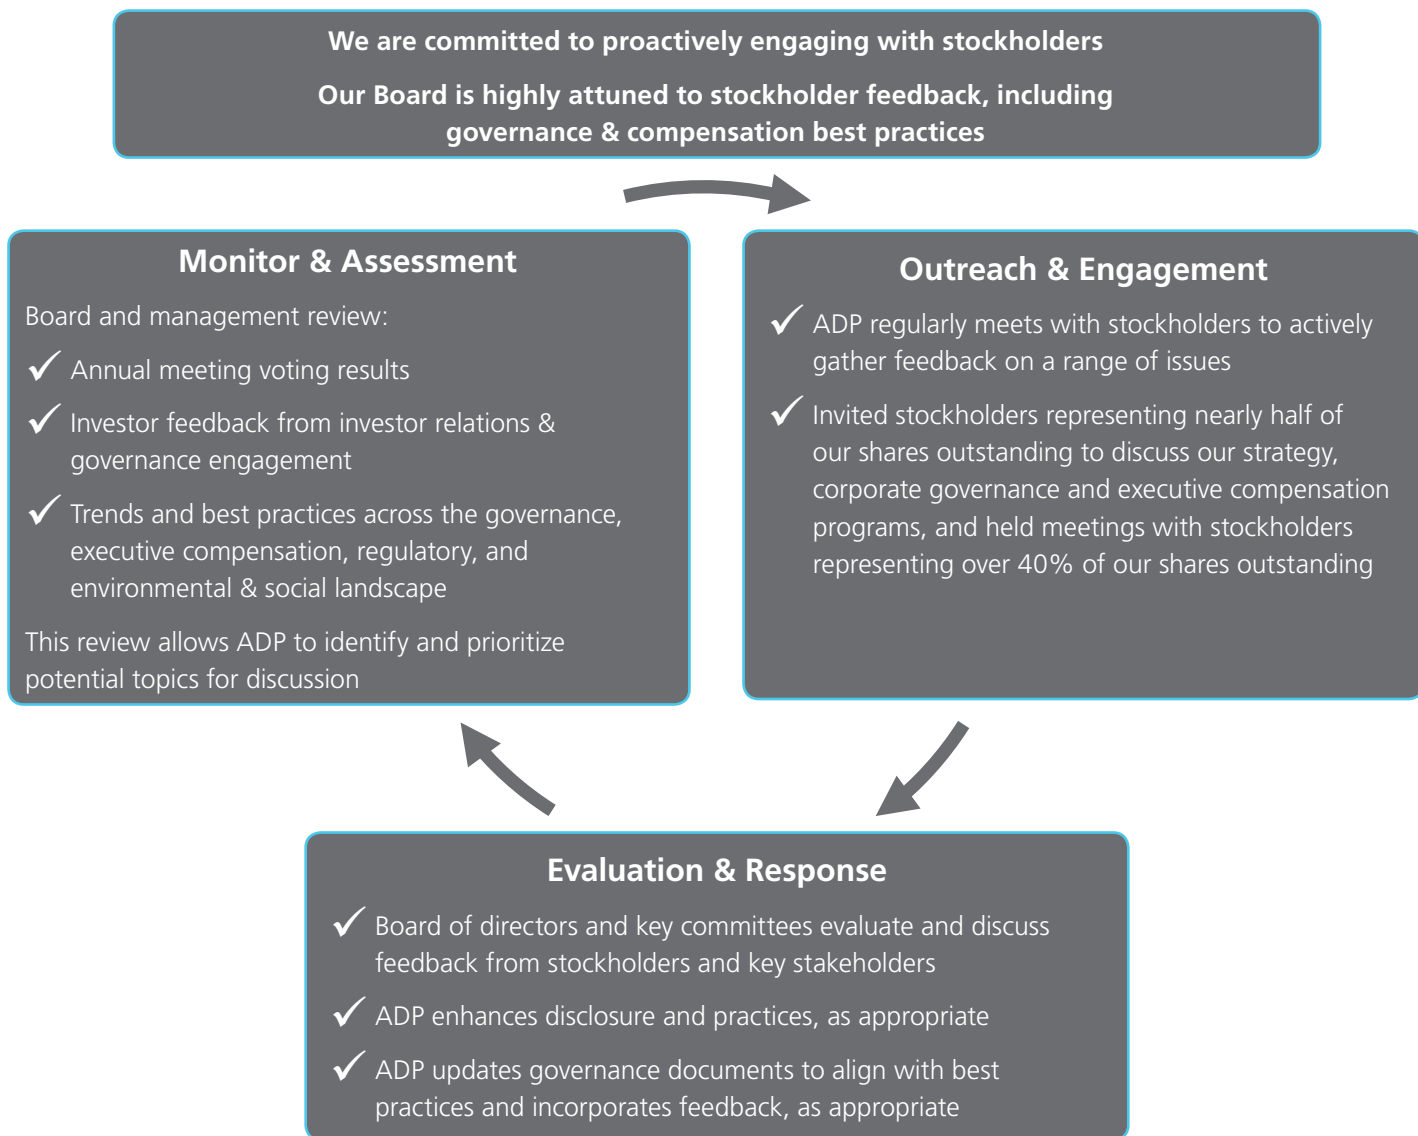 We are committed to proactively engaging with stockholders
Our Board is highly attuned to stockholder feedback, including
governance & compensation best practices
Monitor & Assessment
Board and management review:
Annual meeting voting results
Investor feedback from investor relations &
governance engagement
Trends and best practices across the governance,
executive compensation, regulatory, and
environmental & social landscape
This review allows ADP to identify and prioritize
potential topics for discussion
Outreach & Engagement
ADP regularly meets with stockholders to actively
gather feedback on a range of issues
Invited stockholders representing nearly half of
our shares outstanding to discuss our strategy,
corporate governance and executive compensation
programs, and held meetings with stockholders
representing over 40% of our shares outstanding
Evaluation & Response
Board of directors and key committees evaluate and discuss
feedback from stockholders and key stakeholders
ADP enhances disclosure and practices, as appropriate
ADP updates governance documents to align with best
practices and incorporates feedback, as appropriate